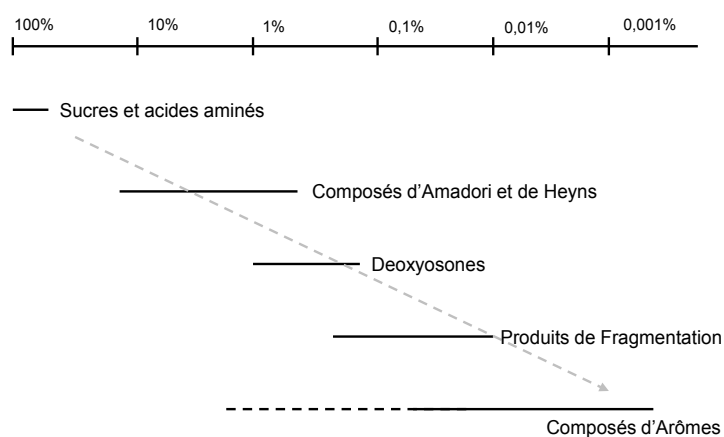 100% 10% 1% 0,1% 0,01% 0,001%
Sucres et acides aminés
Composés d'Amadori et de Heyns
Deoxyosones
Produits de Fragmentation
Composés d'Arômes